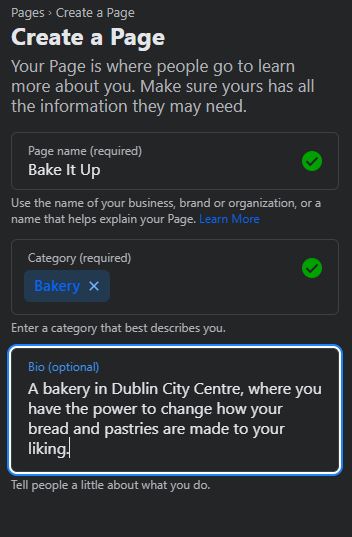 Pages › Create a Page
Create a Page
Your Page is where people go to learn
more about you. Make sure yours has all
the information they may need.
Page name (required)
Bake It Up
Use the name of your business, brand or organization, or a
name that helps explain your Page. Learn More
Category (required)
Bakery ×
Enter a category that best describes you.
Bio (optional)
A bakery in Dublin City Centre, where you
have the power to change how your
bread and pastries are made to your
liking.
Tell people a little about what you do.